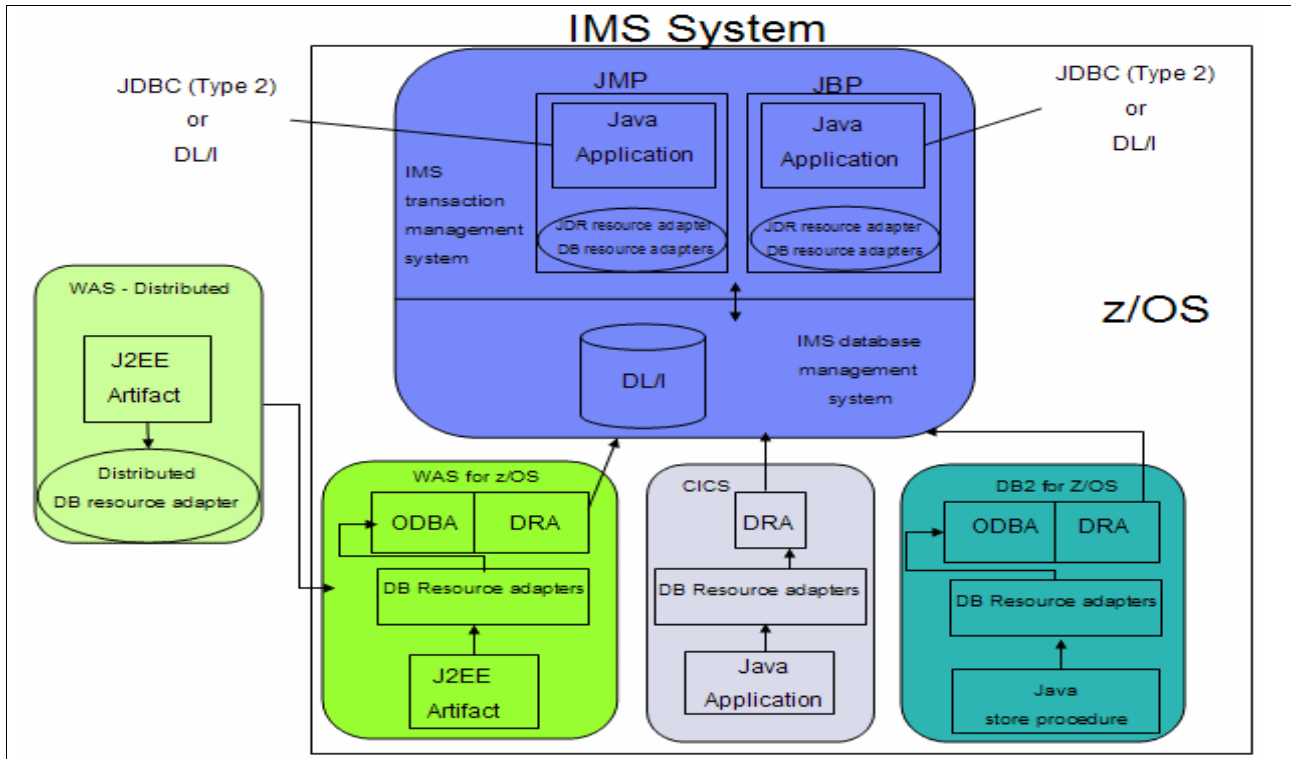 IMS System
JDBC (Type 2)
or
DL/I
JMP
Java
Application
JDR resource adapter
DB resource adapters
JBP
Java
Application
JDR resource adapter
DB resource adapters
JDBC (Type 2)
or
DL/I
IMS
transaction
management
system
z/OS
DL/I
IMS database
management
system
WAS - Distributed
J2EE
Artifact
Distributed
DB resource adapter
WAS for z/OS
ODBA
DRA
DB Resource adapters
J2EE
Artifact
CICS
DRA
DB Resource adapters
Java
Application
DB2 for Z/OS
ODBA
DRA
DB Resource adapters
Java
store procedure